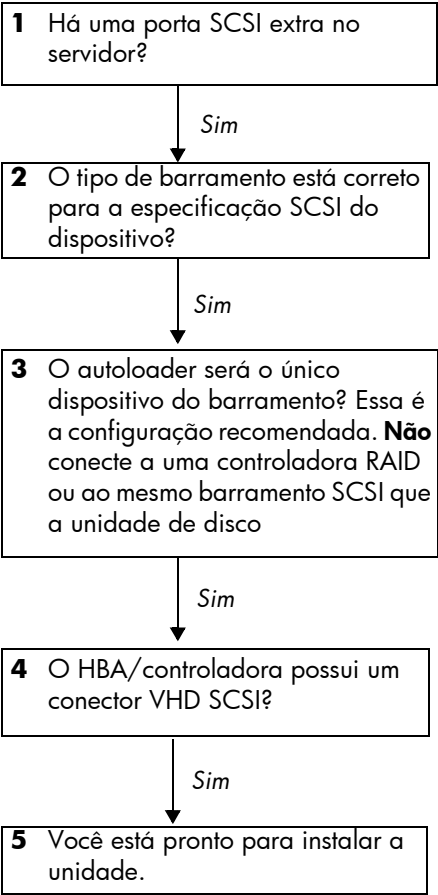 1 Há uma porta SCSI extra no
servidor?
Sim
2 O tipo de barramento está correto
para a especificação SCSI do
dispositivo?
Sim
3 O autoloader será o único
dispositivo do barramento? Essa é
a configuração recomendada. Não
conecte a uma controladora RAID
ou ao mesmo barramento SCSI que
a unidade de disco
Sim
4 O HBA/controladora possui um
conector VHD SCSI?
Sim
5 Você está pronto para instalar a
unidade.